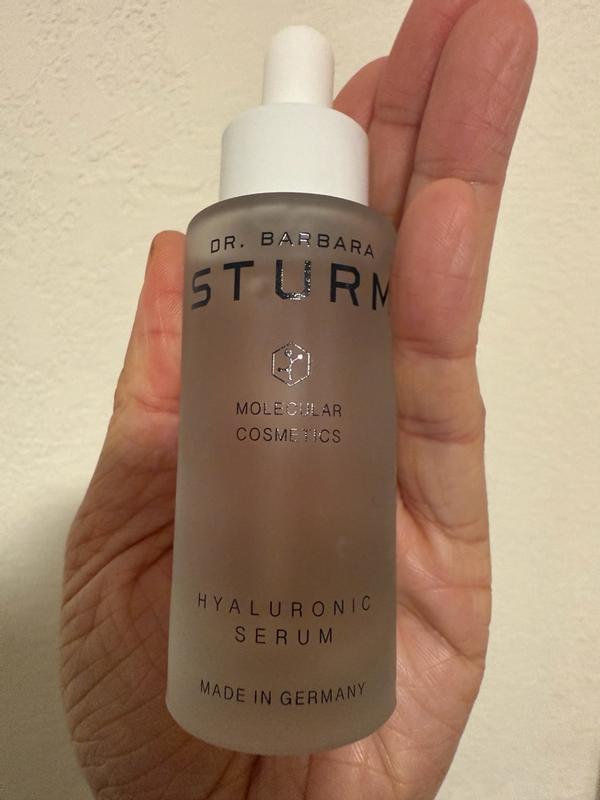 DR. BARBARA
STURM
MOLECULAR
COSMETICS
HYALURONIC
SERUM
MADE IN GERMANY